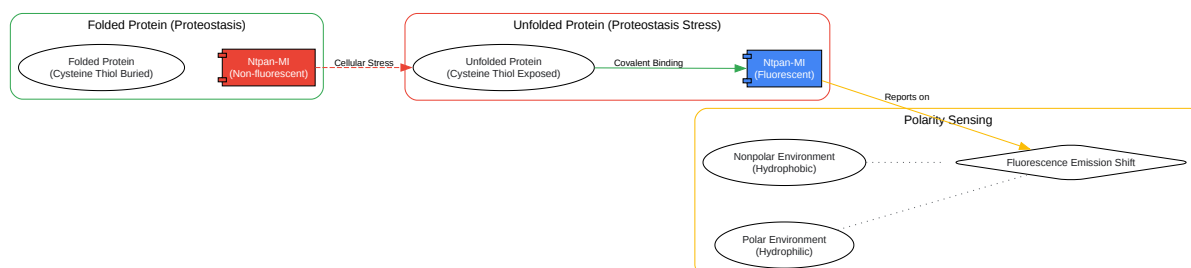 Folded Protein (Proteostasis)
Folded Protein
(Cysteine Thiol Buried)
Ntpan-MI
(Non-fluorescent)
Cellular Stress
Unfolded Protein (Proteostasis Stress)
Unfolded Protein
(Cysteine Thiol Exposed)
Covalent Binding
Ntpan-MI
(Fluorescent)
Reports on
Polarity Sensing
Nonpolar Environment
(Hydrophobic)
Fluorescence Emission Shift
Polar Environment
(Hydrophilic)